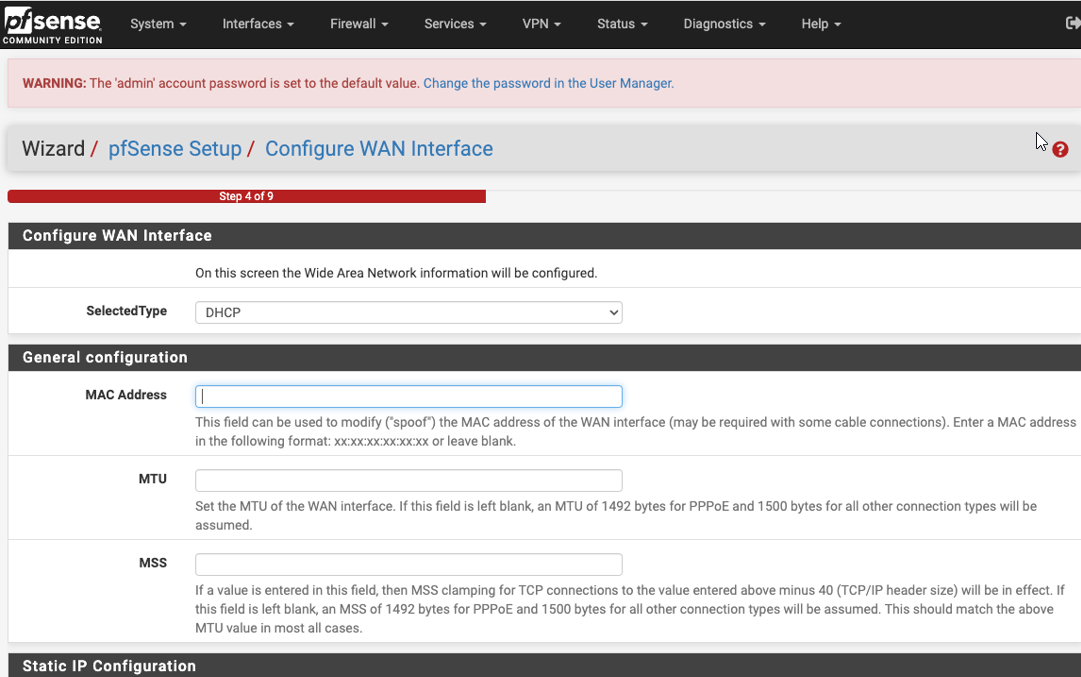 pfsense
COMMUNITY EDITION
System Interfaces Firewall Services VPN Status Diagnostics Help
WARNING: The 'admin' account password is set to the default value. Change the password in the User Manager.
Wizard / pfSense Setup / Configure WAN Interface
Step 4 of 9
Configure WAN Interface
On this screen the Wide Area Network information will be configured.
SelectedType DHCP
General configuration
MAC Address
This field can be used to modify ("spoof") the MAC address of the WAN interface (may be required with some cable connections). Enter a MAC address
in the following format: xx:xx:xx:xx:xx:xx or leave blank.
MTU
Set the MTU of the WAN interface. If this field is left blank, an MTU of 1492 bytes for PPPoE and 1500 bytes for all other connection types will be
assumed.
MSS
If a value is entered in this field, then MSS clamping for TCP connections to the value entered above minus 40 (TCP/IP header size) will be in effect. If
this field is left blank, an MSS of 1492 bytes for PPPoE and 1500 bytes for all other connection types will be assumed. This should match the above
MTU value in most all cases.
Static IP Configuration